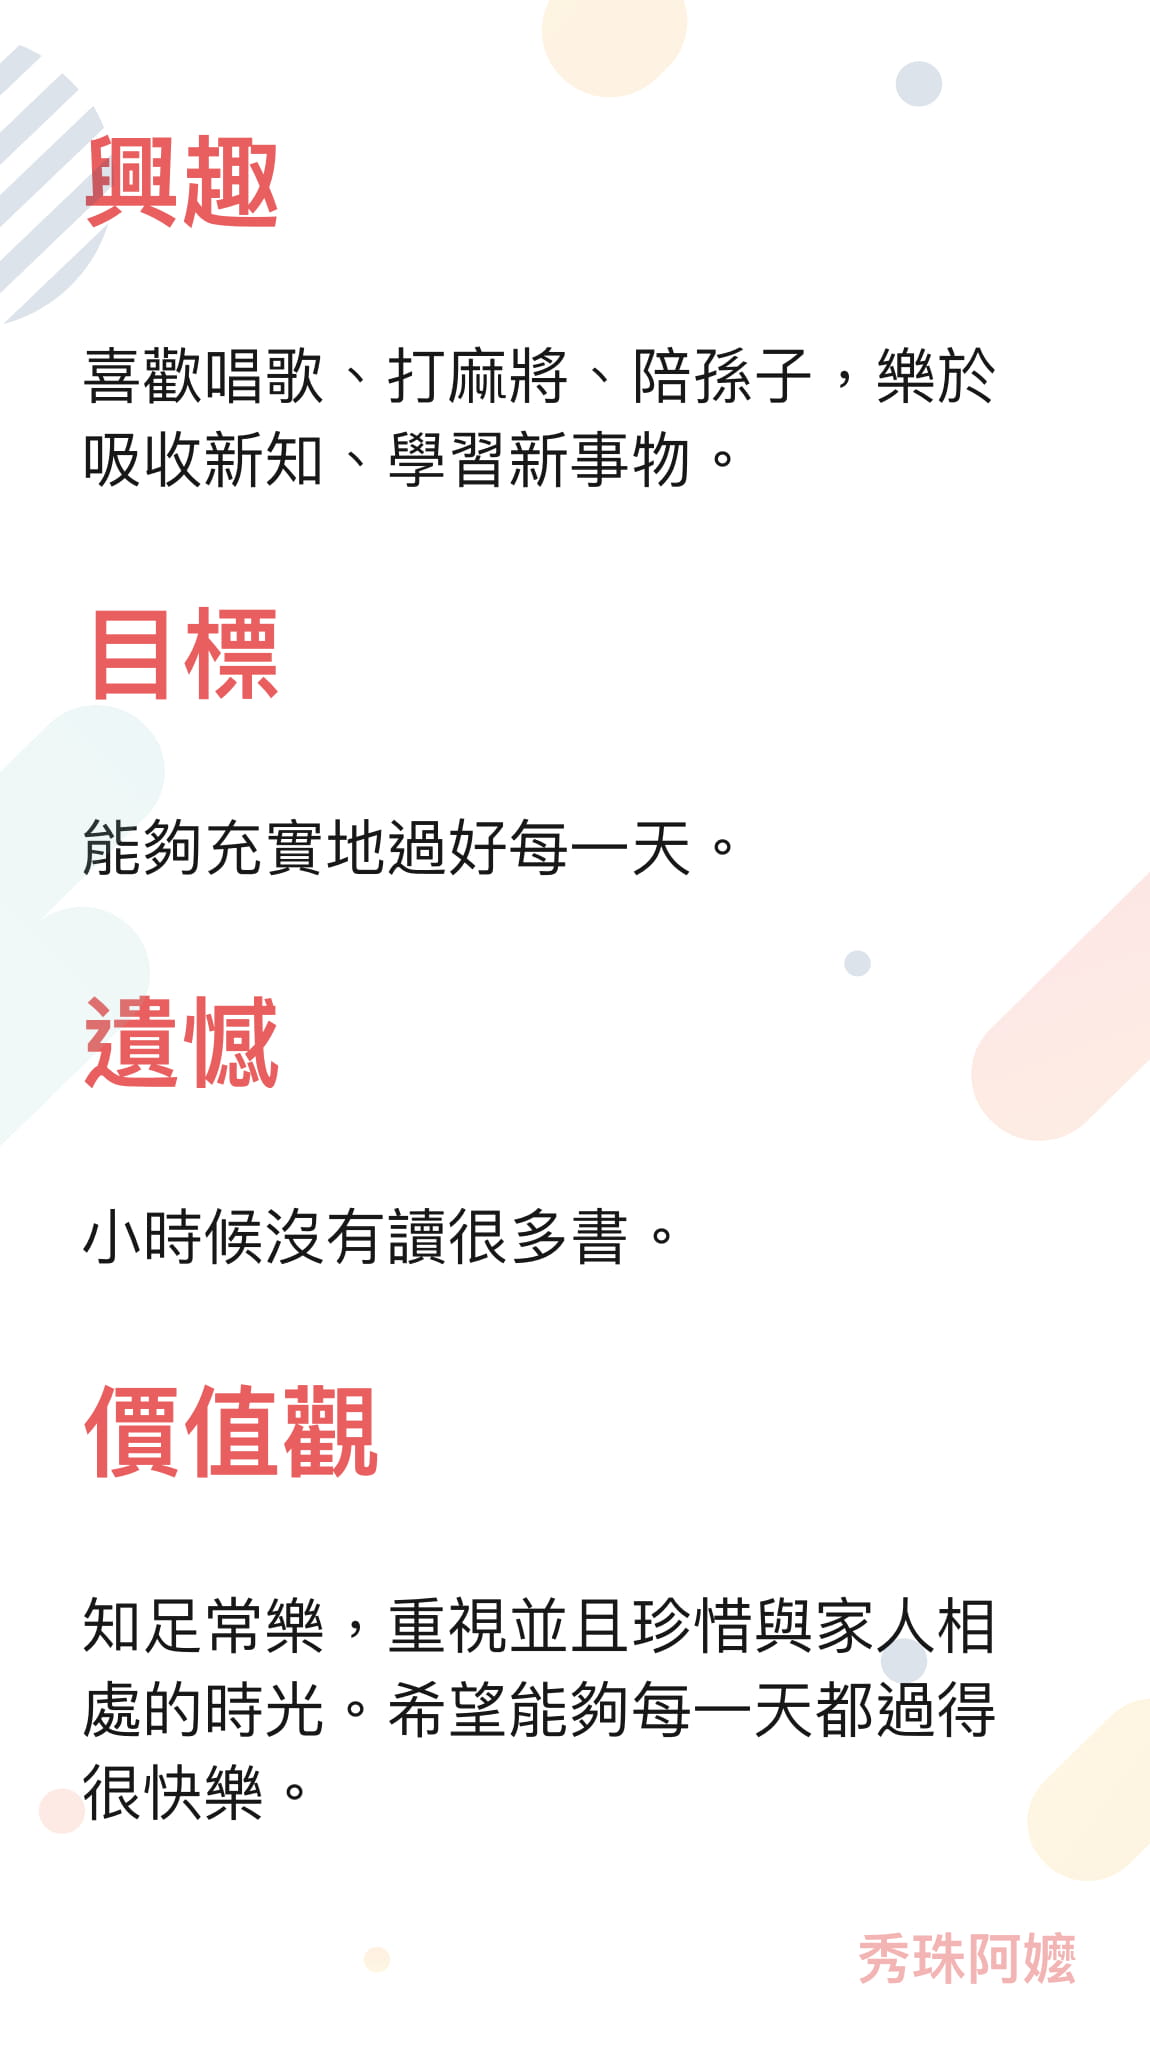 興趣
喜歡唱歌、打麻將、陪孫子，樂於
吸收新知、學習新事物。
目標
能夠充實地過好每一天。
遺憾
小時候沒有讀很多書。
價值觀
知足常樂，重視並且珍惜與家人相
處的時光。希望能夠每一天都過得
很快樂。
秀珠阿嬤